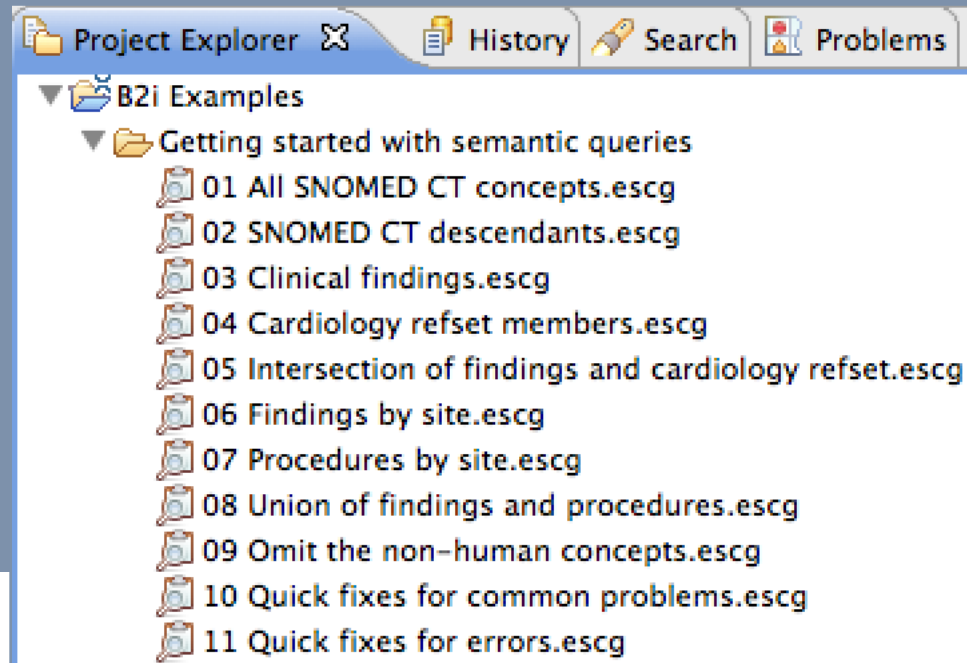 Project Explorer History Search Problems
B2i Examples
Getting started with semantic queries
01 All SNOMED CT concepts.escg
02 SNOMED CT descendants.escg
03 Clinical findings.escg
04 Cardiology refset members.escg
05 Intersection of findings and cardiology refset.escg
06 Findings by site.escg
07 Procedures by site.escg
08 Union of findings and procedures.escg
09 Omit the non-human concepts.escg
10 Quick fixes for common problems.escg
11 Quick fixes for errors.escg